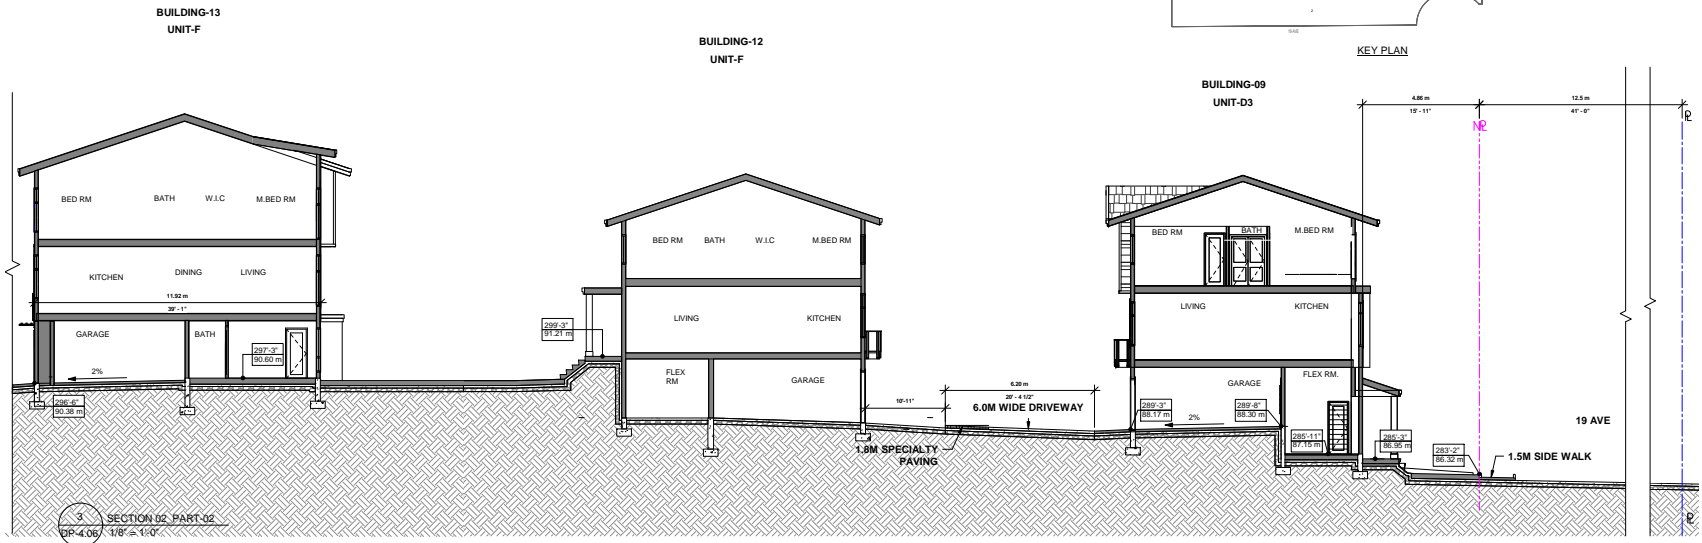 BUILDING-13
UNIT-F
BUILDING-12
UNIT-F
KEY PLAN
BUILDING-09
UNIT-D3
4.86 m
15' - 11"
12.5 m
41' - 0"
BED RM
BATH
W.I.C
M.BED RM
KITCHEN
DINING
LIVING
11.92 m
39' - 1"
GARAGE
BATH
2%
297'-3"
90.60 m
296'-6"
90.38 m
299'-3"
91.21 m
BED RM
BATH
W.I.C
M.BED RM
LIVING
KITCHEN
FLEX
RM
GARAGE
10'-11"
6.20 m
20' - 4 1/2"
6.0M WIDE DRIVEWAY
1.8M SPECIALTY
PAVING
BED RM
BATH
M.BED RM
LIVING
KITCHEN
GARAGE
FLEX RM.
289'-3"
88.17 m
2%
289'-8"
88.30 m
285'-11"
87.15 m
285'-3"
86.95 m
283'-2"
86.32 m
1.5M SIDE WALK
19 AVE
3
SECTION 02_PART-02
DP-4.06
1/8" = 1'-0"